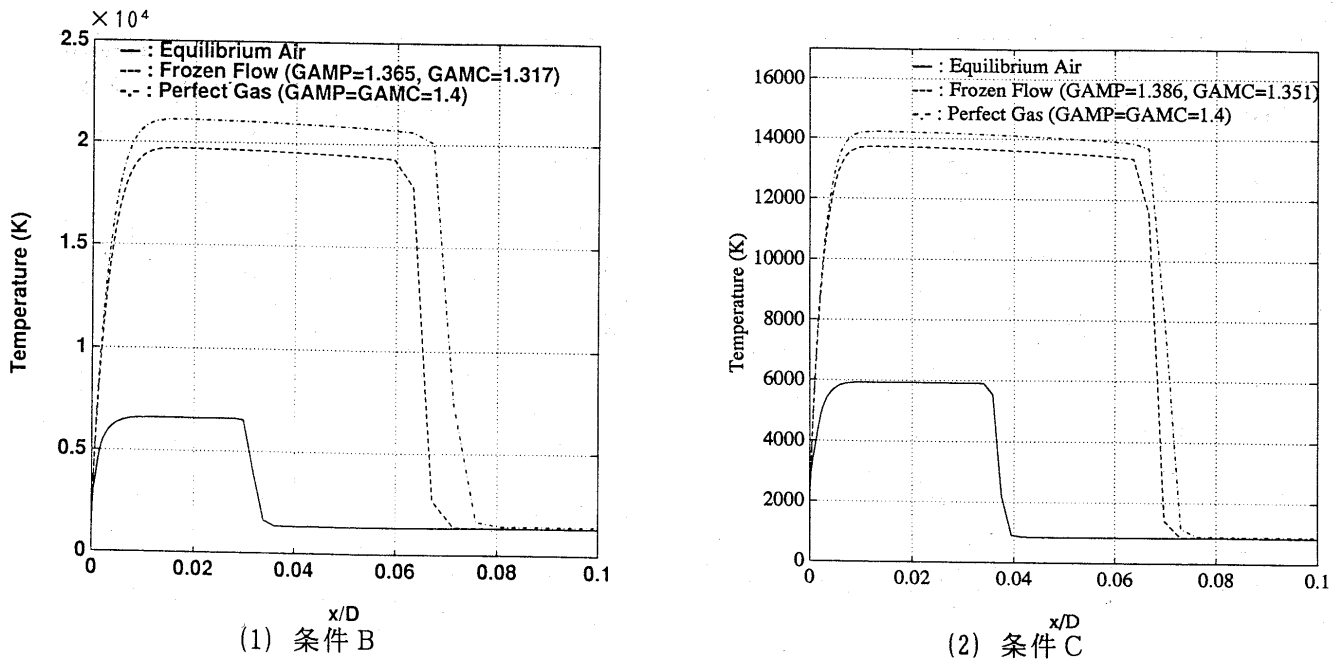 ×10⁴
2.5
2
1.5
1
0.5
0
0
0.02
0.04
0.06
0.08
0.1
Temperature (K)
x/D
— : Equilibrium Air
--- : Frozen Flow (GAMP=1.365, GAMC=1.317)
-.- : Perfect Gas (GAMP=GAMC=1.4)
(1) 条件 B
16000
14000
12000
10000
8000
6000
4000
2000
0
0
0.02
0.04
0.06
0.08
0.1
Temperature (K)
x/D
— : Equilibrium Air
--- : Frozen Flow (GAMP=1.386, GAMC=1.351)
-.- : Perfect Gas (GAMP=GAMC=1.4)
(2) 条件 C